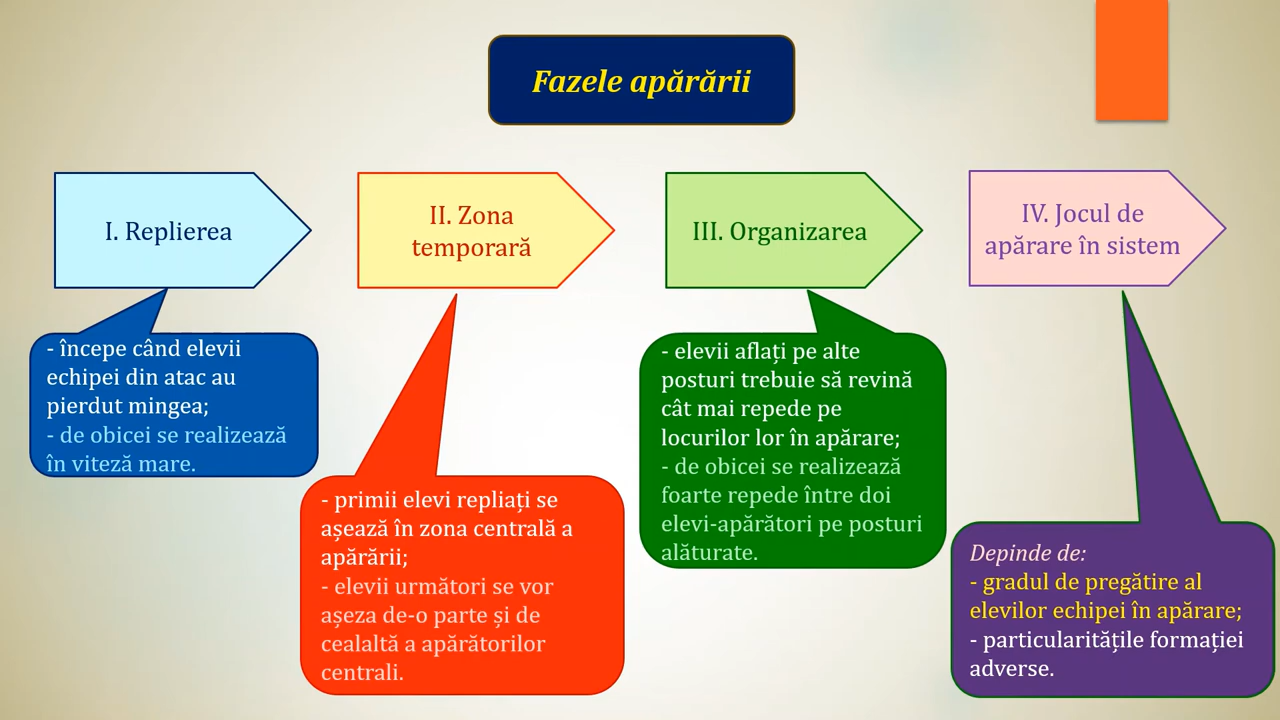 Fazele apărării
I. Replierea
II. Zona
temporară
III. Organizarea
IV. Jocul de
apărare în sistem
- începe când elevii
echipei din atac au
pierdut mingea;
- de obicei se realizează
în viteză mare.
- primii elevi repliați se
așează în zona centrală a
apărării;
- elevii următori se vor
așeza de-o parte și de
cealaltă a apărătorilor
centrali.
- elevii aflați pe alte
posturi trebuie să revină
cât mai repede pe
locurilor lor în apărare;
- de obicei se realizează
foarte repede între doi
elevi-apărători pe posturi
alăturate.
Depinde de:
- gradul de pregătire al
elevilor echipei în apărare;
- particularitățile formației
adverse.